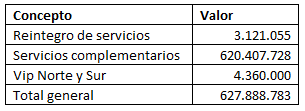 Concepto Valor
Reintegro de servicios 3.121.055
Servicios complementarios 620.407.728
Vip Norte y Sur 4.360.000
Total general 627.888.783